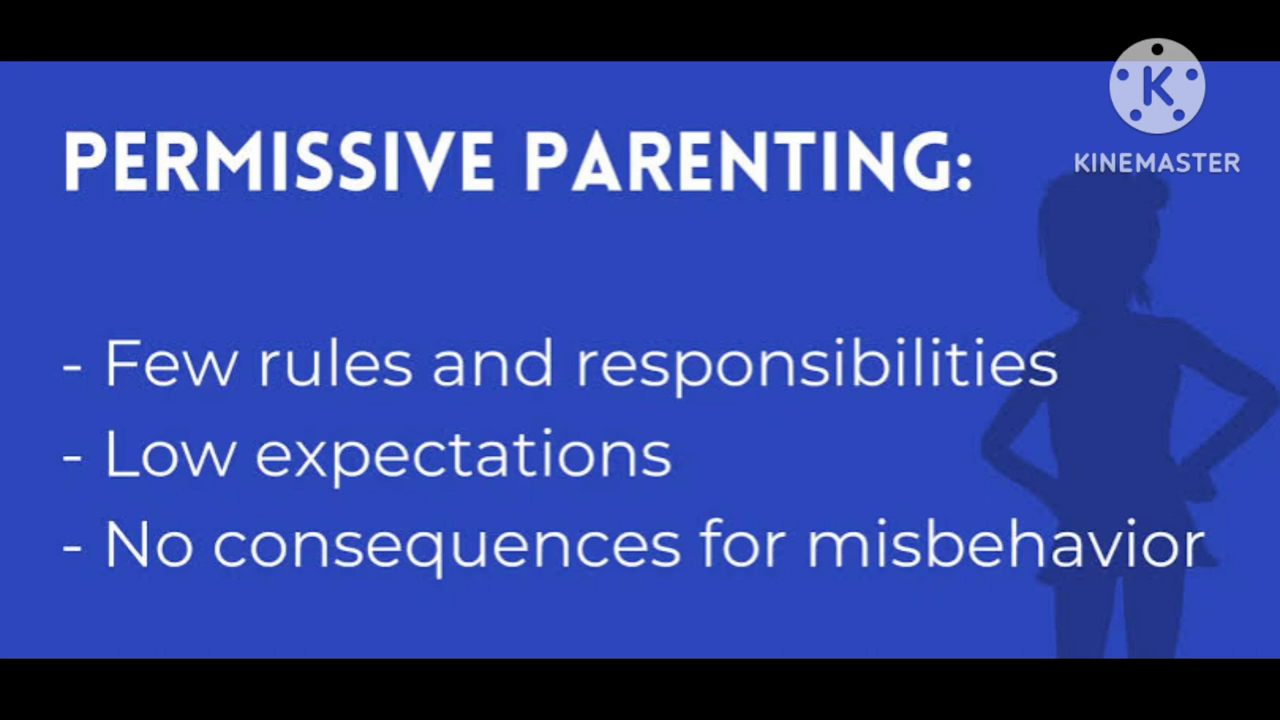 K
KINEMASTER
PERMISSIVE PARENTING:
- Few rules and responsibilities
- Low expectations
- No consequences for misbehavior